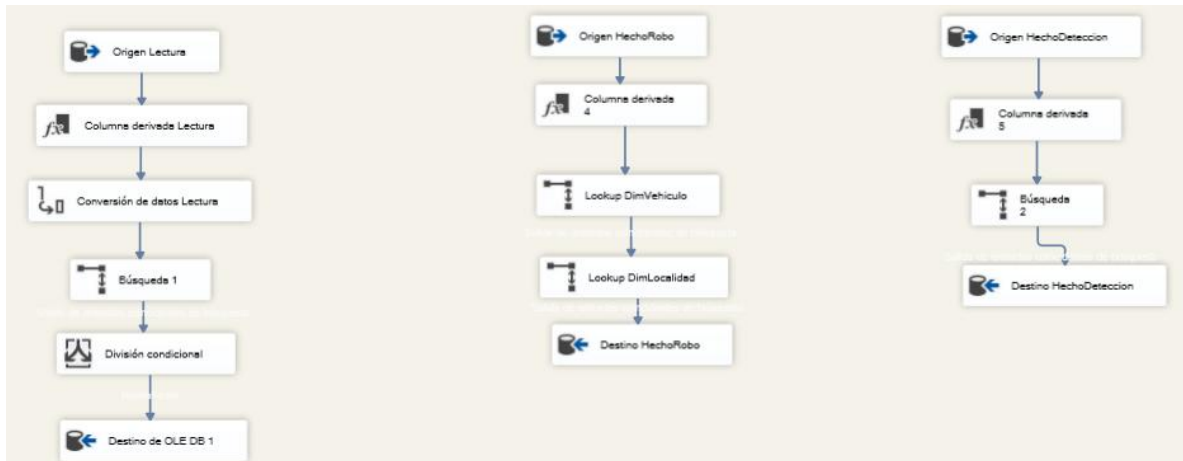 Origen Lectura
Columna derivada Lectura
Conversión de datos Lectura
Búsqueda 1
División condicional
Destino de OLE DB 1
Origen HechoRobo
Columna derivada
4
Lookup DimVehiculo
Lookup DimLocalidad
Destino HechoRobo
Origen HechoDeteccion
Columna derivada
5
Búsqueda
2
Destino HechoDeteccion